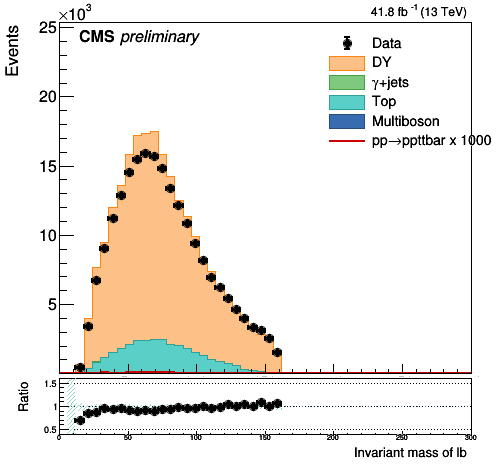 ×10³
41.8 fb ⁻¹ (13 TeV)
CMS preliminary
Events
25
20
15
10
5
Data
DY
γ+jets
Top
Multiboson
pp→ppttbar x 1000
Ratio
1.5
1
0.5
0 50 100 150 200 250 300
Invariant mass of lb